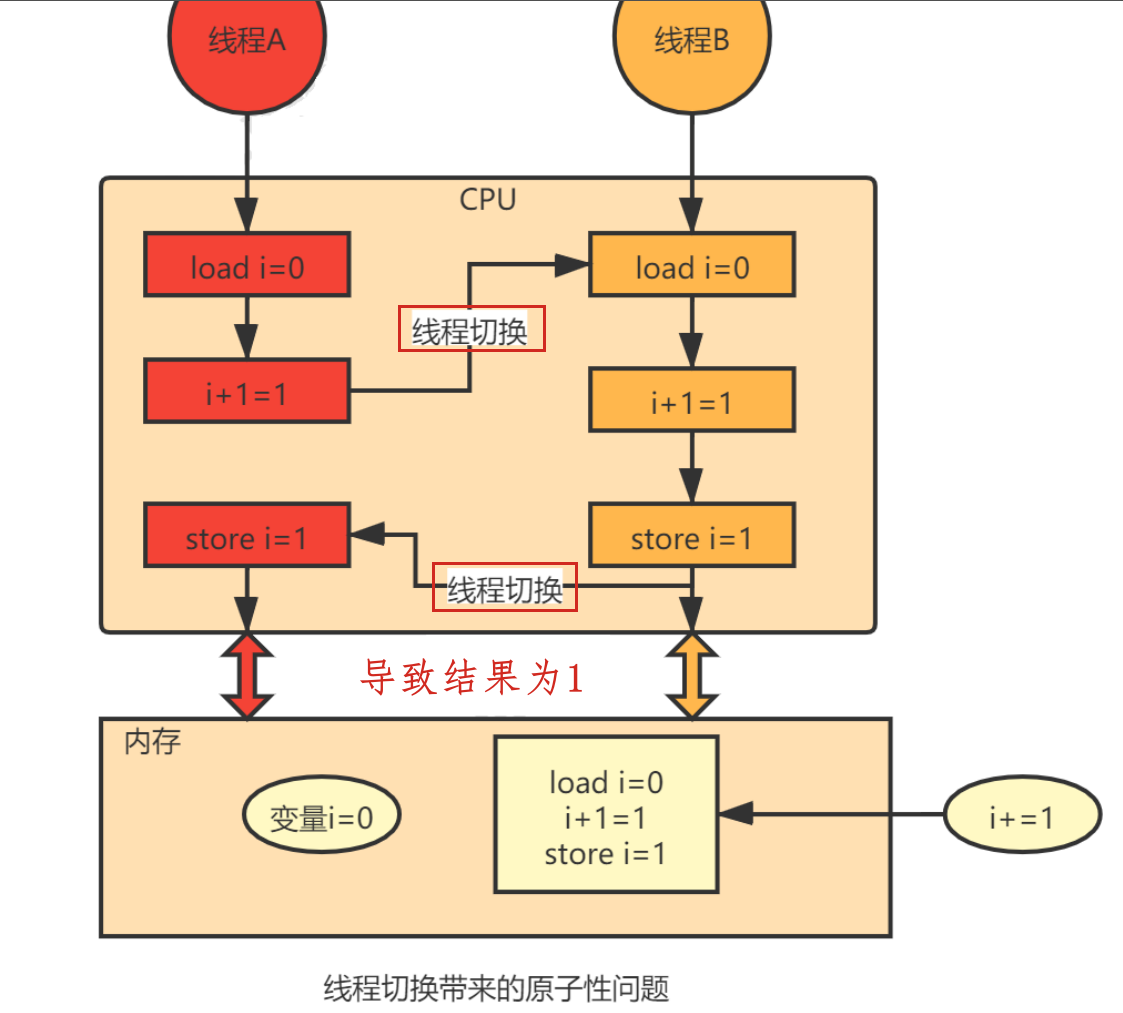 线程A
线程B
CPU
load i=0
load i=0
线程切换
i+1=1
i+1=1
store i=1
store i=1
线程切换
导致结果为1
内存
变量i=0
load i=0
i+1=1
store i=1
i+=1
线程切换带来的原子性问题